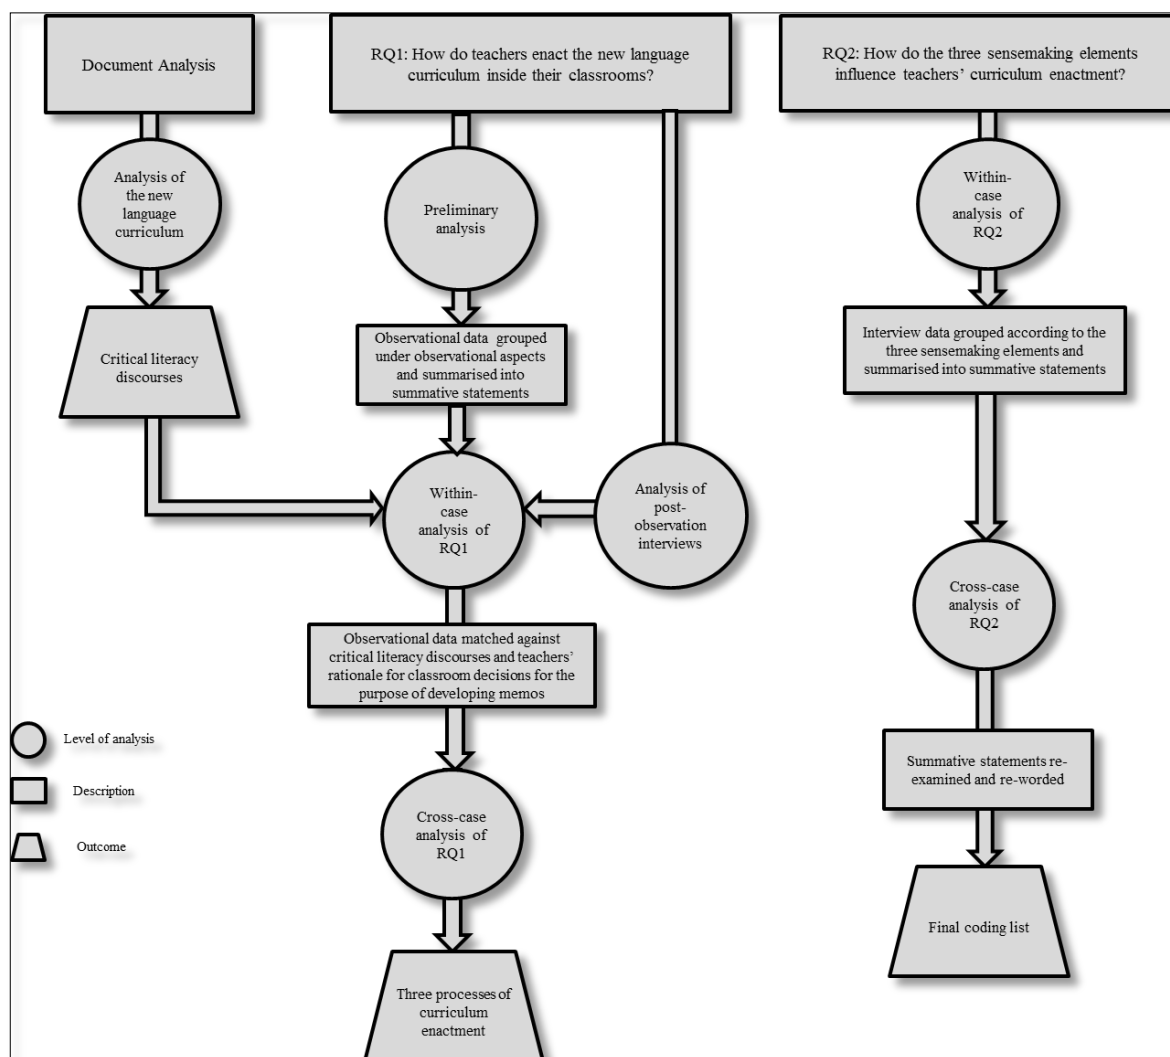 Document Analysis
RQ1: How do teachers enact the new language
curriculum inside their classrooms?
RQ2: How do the three sensemaking elements
influence teachers’ curriculum enactment?
Analysis of
the new
language
curriculum
Preliminary
analysis
Within-
case
analysis of
RQ2
Critical literacy
discourses
Observational data grouped
under observational aspects
and summarised into
summative statements
Interview data grouped according to the
three sensemaking elements and
summarised into summative statements
Within-
case
analysis of
RQ1
Analysis of
post-
observation
interviews
Cross-case
analysis of
RQ2
Observational data matched against
critical literacy discourses and teachers’
rationale for classroom decisions for the
purpose of developing memos
Summative statements re-
examined and re-worded
Level of analysis
Description
Outcome
Cross-case
analysis of
RQ1
Final coding list
Three processes of
curriculum
enactment